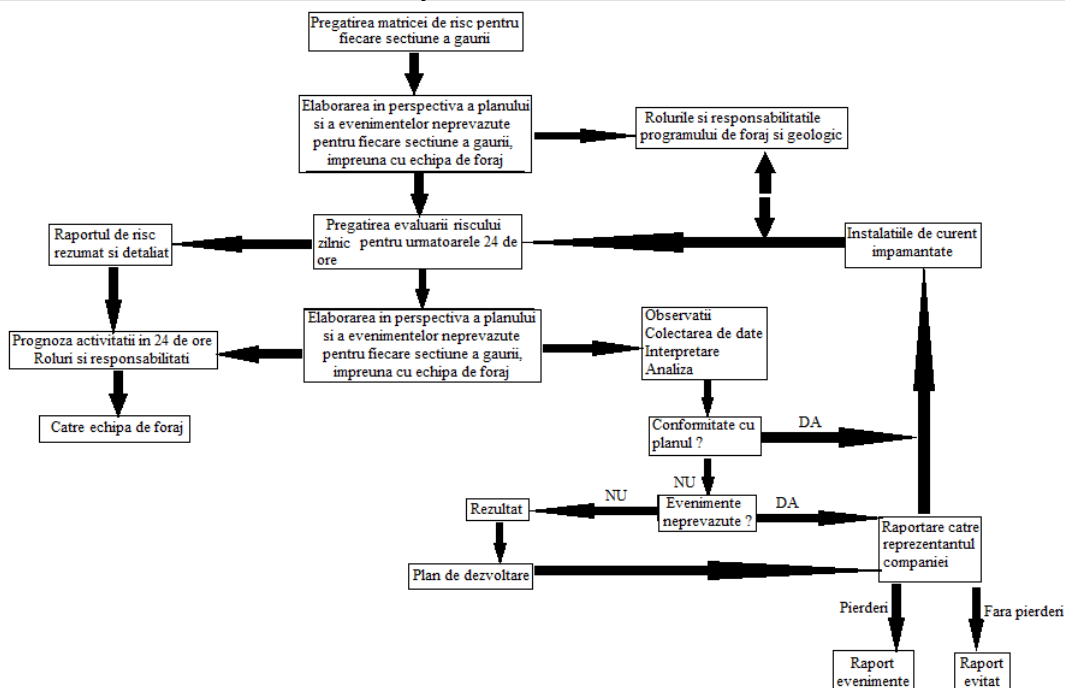 Pregatirea matricei de risc pentru
fiecare sectiune a gaurii
Elaborarea in perspectiva a planului
si a evenimentelor neprevazute
pentru fiecare sectiune a gaurii,
impreuna cu echipa de foraj
Rolurile si responsabilitatile
programului de foraj si geologic
Raportul de risc
rezumat si detaliat
Pregatirea evaluarii riscului
zilnic pentru urmatoarele 24 de
ore
Instalatiile de curent
impamantate
Prognoza activitatii in 24 de ore
Roluri si responsabilitati
Elaborarea in perspectiva a planului
si a evenimentelor neprevazute
pentru fiecare sectiune a gaurii,
impreuna cu echipa de foraj
Observatii
Colectarea de date
Interpretare
Analiza
Catre echipa de foraj
Conformitate cu
planul ?
DA
NU
Rezultat
NU
Evenimente
neprevazute ?
DA
Raportare catre
reprezentantul
companiei
Plan de dezvoltare
Pierderi
Fara pierderi
Raport
evenimente
Raport
evitat